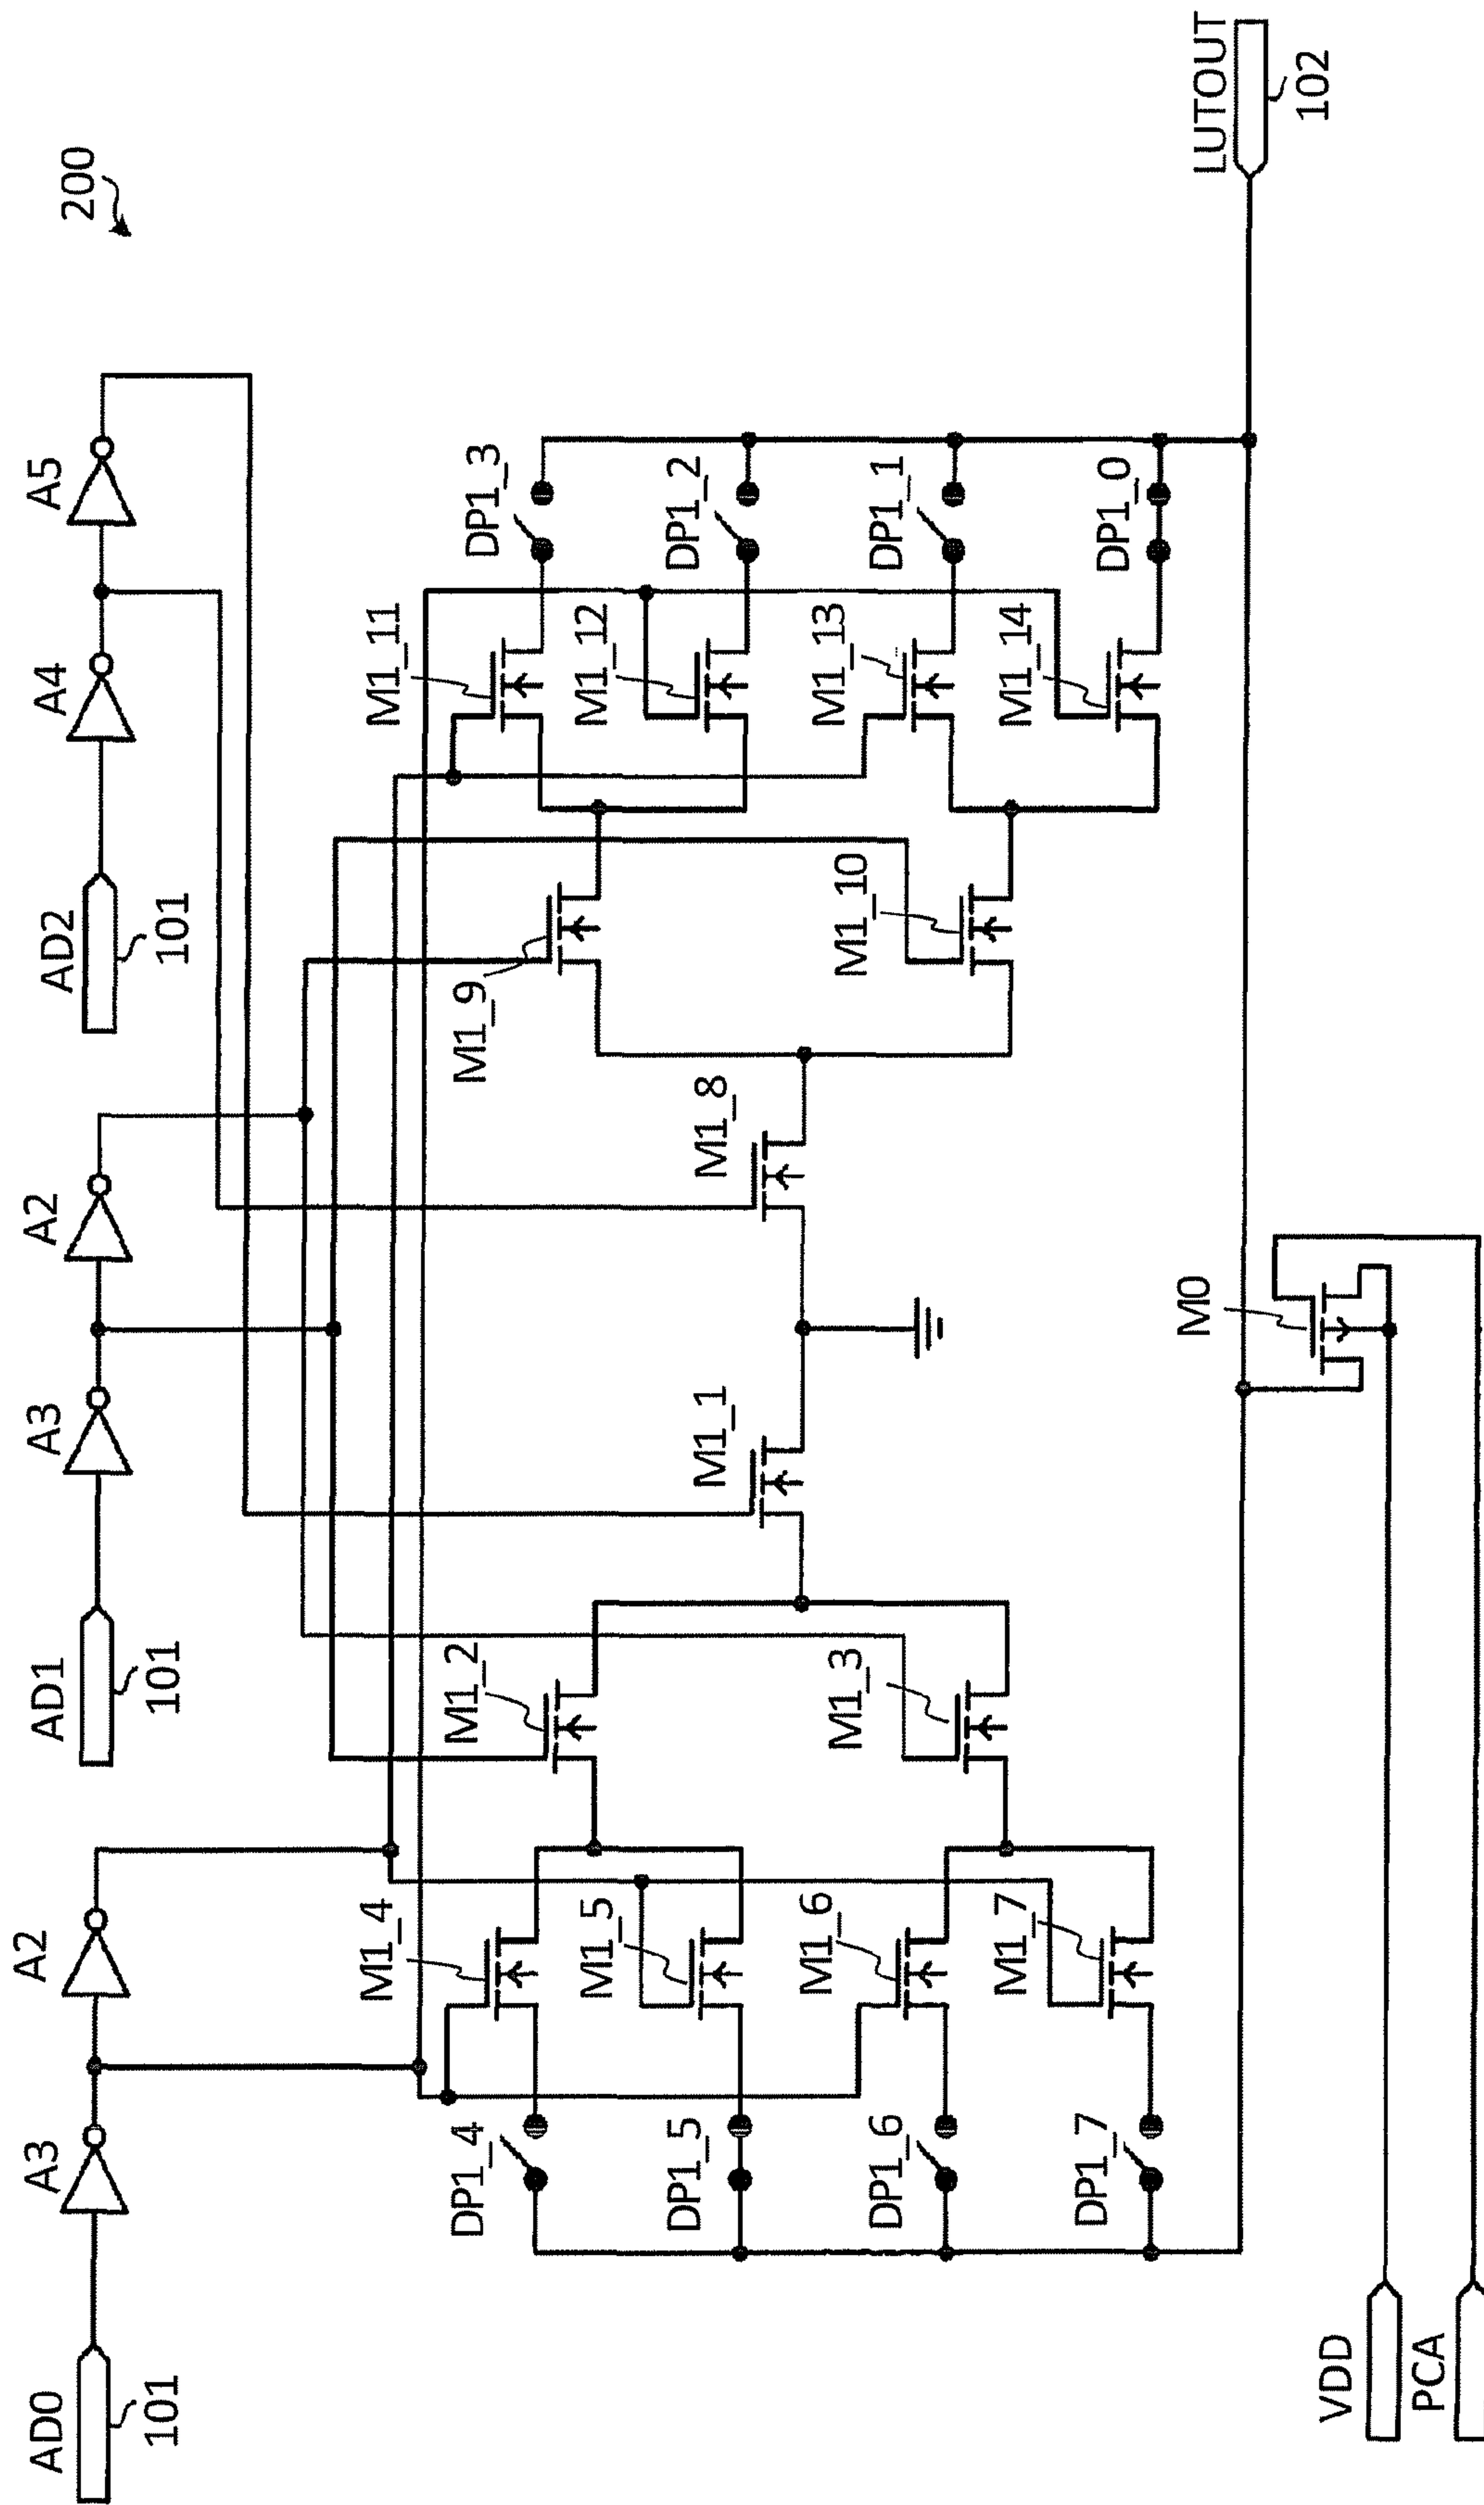 200
AD0
101
A3
A2
AD1
101
A3
A2
AD2
101
A4
A5
M1_4
M1_5
M1_6
M1_7
DP1_4
DP1_5
DP1_6
DP1_7
M1_2
M1_3
M1_1
M1_8
M1_9
M1_10
M1_11
M1_12
M1_13
M1_14
DP1_3
DP1_2
DP1_1
DP1_0
M0
LUTOUT
102
VDD
PCA